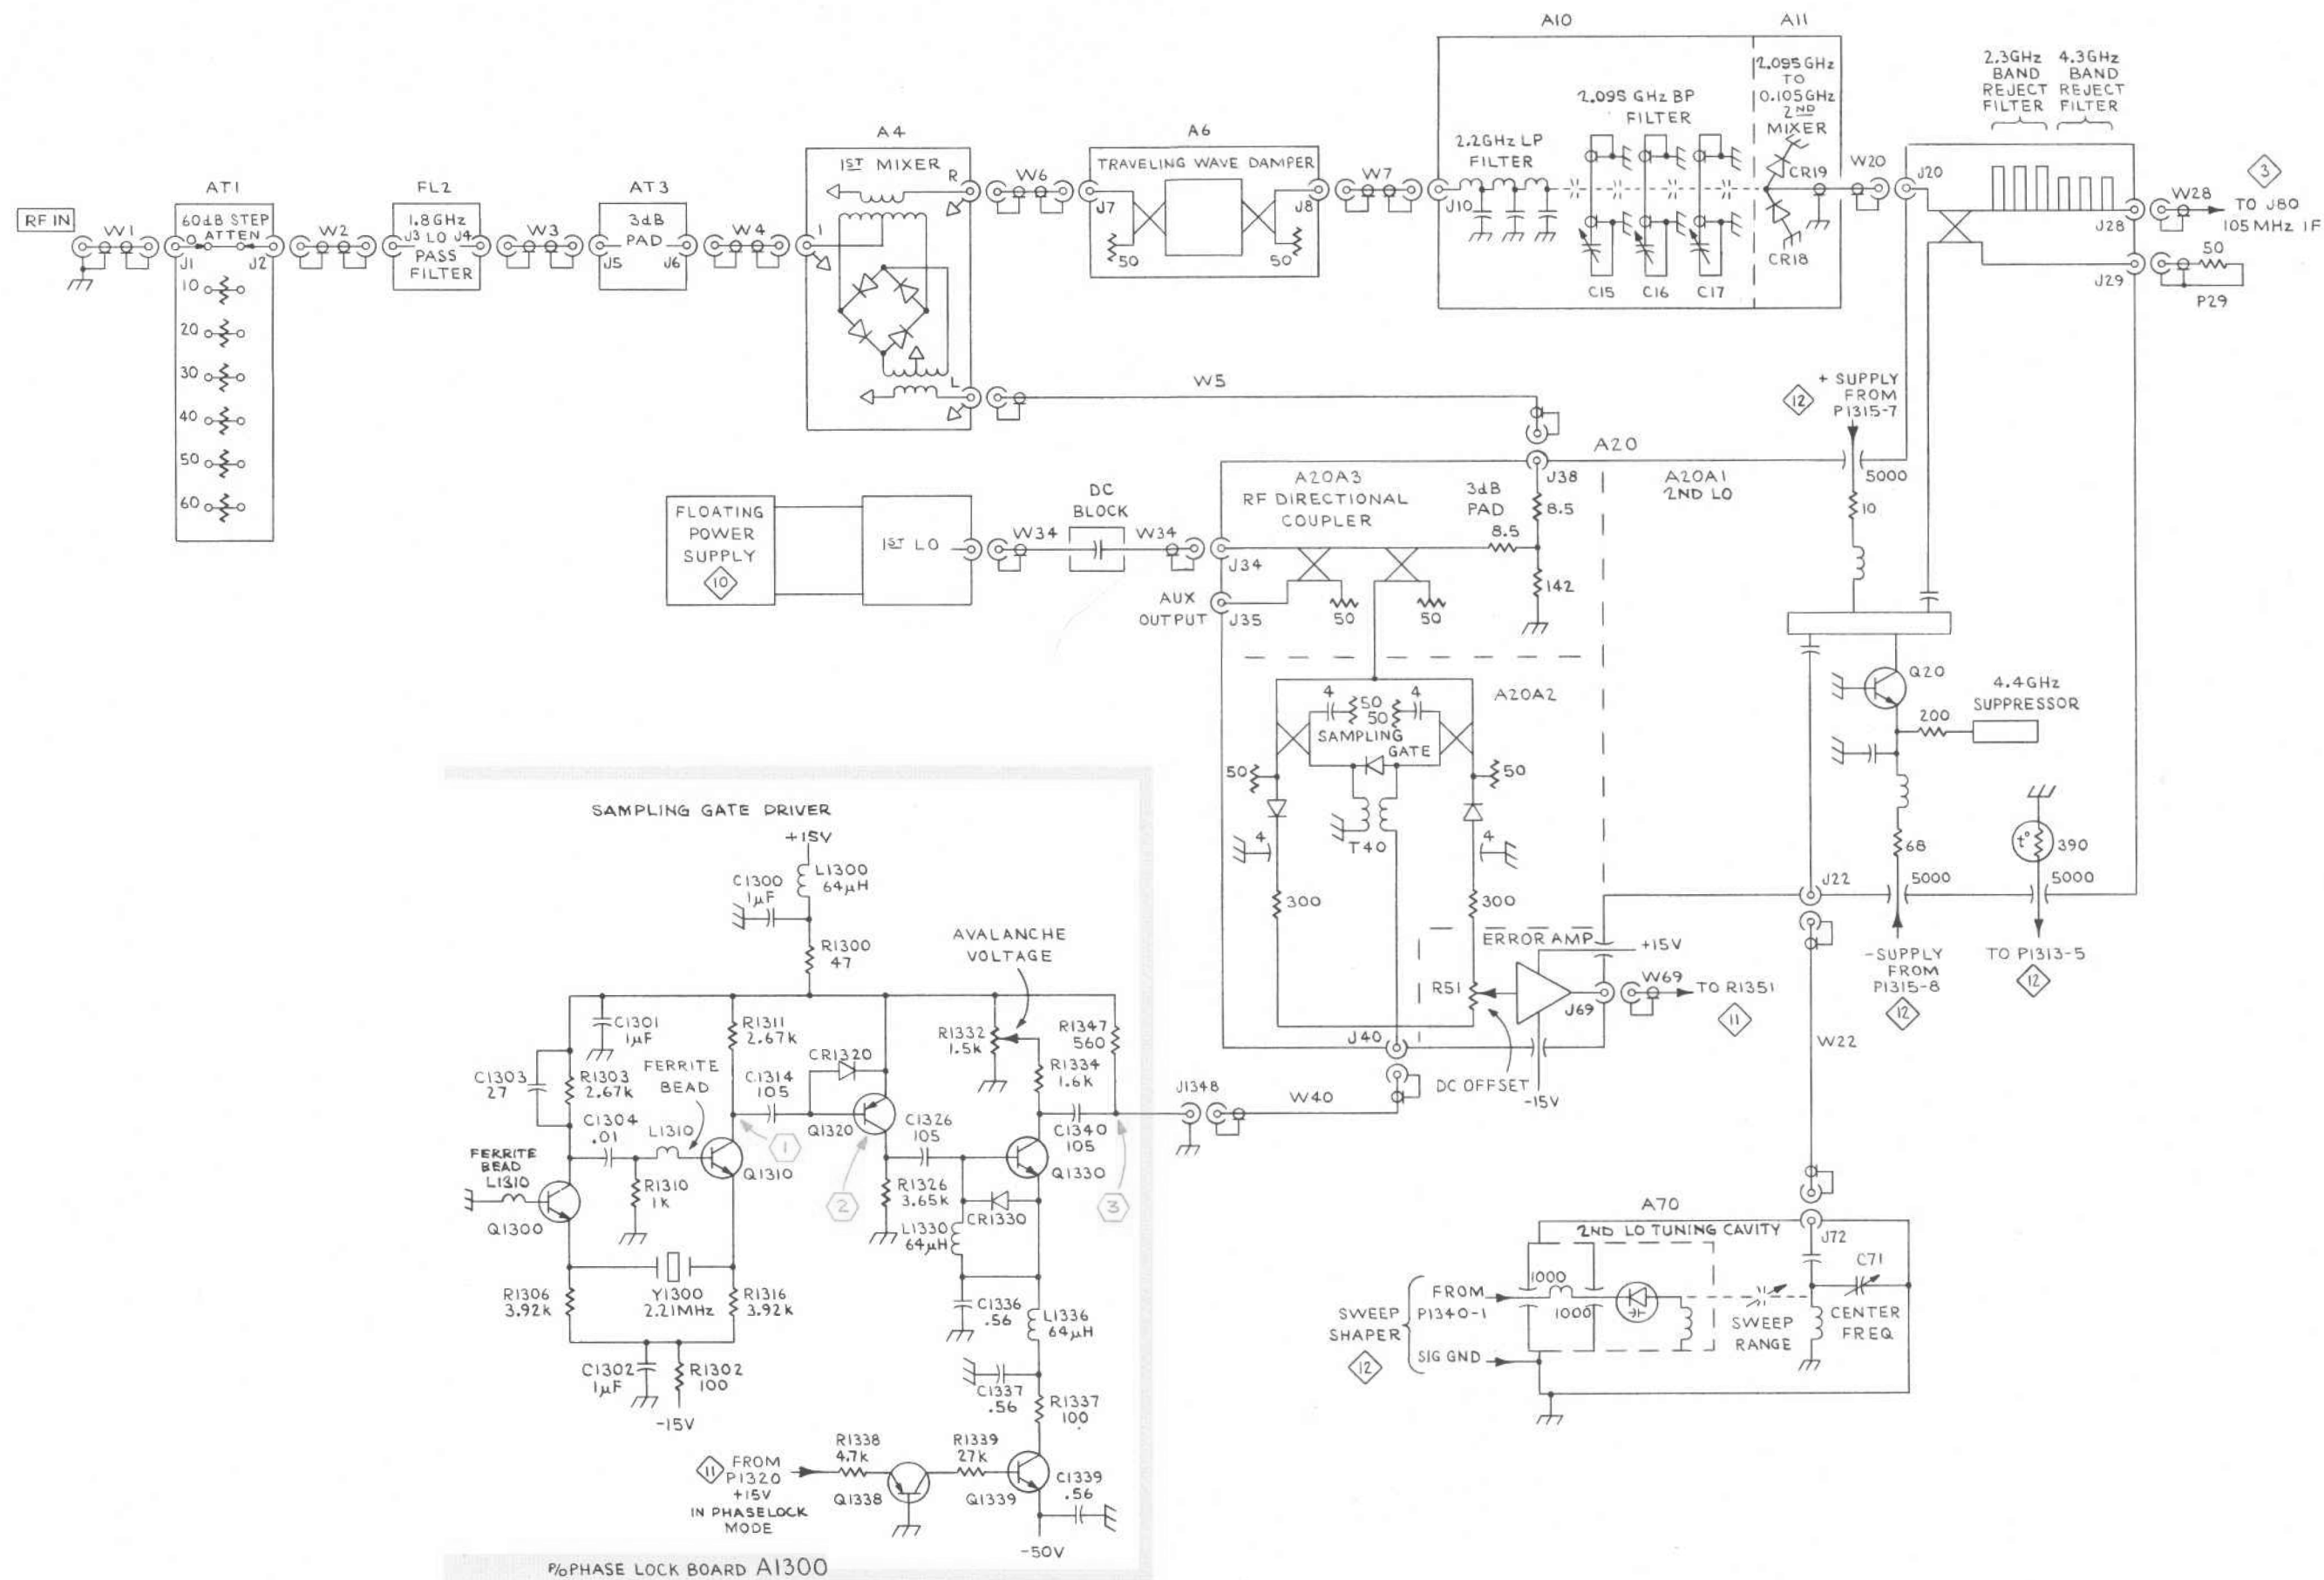 RF IN
W1
AT1
60dB STEP
ATTEN
O
J1
J2
10
20
30
40
50
60
W2
FL2
1.8GHz
J3 LO J4
PASS
FILTER
W3
AT3
3dB
PAD
J5
J6
W4
A4
1ST MIXER
R
I
L
W6
A6
TRAVELING WAVE DAMPER
J7
J8
50
50
W7
A10
A11
2.2GHz LP
FILTER
J10
2.095 GHz BP
FILTER
C15
C16
C17
2.095GHz
TO
0.105GHz
2ND
MIXER
CR19
CR18
W20
J20
2.3GHz
BAND
REJECT
FILTER
4.3GHz
BAND
REJECT
FILTER
J28
W28
3
TO J80
105MHz IF
J29
50
P29
W5
12
+ SUPPLY
FROM
P1315-7
5000
10
A20
J38
A20A3
RF DIRECTIONAL
COUPLER
3dB
PAD
8.5
8.5
142
A20A1
2ND LO
FLOATING
POWER
SUPPLY
10
1ST LO
W34
DC
BLOCK
W34
J34
AUX
OUTPUT
J35
50
50
Q20
4.4GHz
SUPPRESSOR
200
68
5000
t°
390
5000
J22
-SUPPLY
FROM
P1315-8
12
TO P1313-5
12
A20A2
4
50
50
4
SAMPLING
GATE
50
50
T40
4
4
300
300
ERROR AMP
+15V
R51
J69
W69
TO R1351
11
J40
DC OFFSET
-15V
W40
J1348
W22
SAMPLING GATE DRIVER
+15V
C1300
1µF
L1300
64µH
R1300
47
AVALANCHE
VOLTAGE
C1301
1µF
C1303
27
R1303
2.67k
C1304
.01
FERRITE
BEAD
L1310
FERRITE
BEAD
L1310
Q1300
R1310
1k
R1311
2.67k
Q1310
C1314
105
CR1320
Q1320
1
2
C1326
105
R1326
3.65k
R1332
1.5k
R1334
1.6k
R1347
560
C1340
105
Q1330
3
CR1330
L1330
64µH
R1306
3.92k
Y1300
2.21MHz
R1316
3.92k
C1302
1µF
R1302
100
-15V
C1336
.56
L1336
64µH
C1337
.56
R1337
100
11
FROM
P1320
+15V
IN PHASELOCK
MODE
R1338
4.7k
Q1338
R1339
27k
Q1339
C1339
.56
-50V
P/O PHASE LOCK BOARD A1300
A70
2ND LO TUNING CAVITY
J72
C71
CENTER
FREQ
SWEEP
SHAPER
12
FROM
P1340-1
SIG GND
1000
1000
SWEEP
RANGE